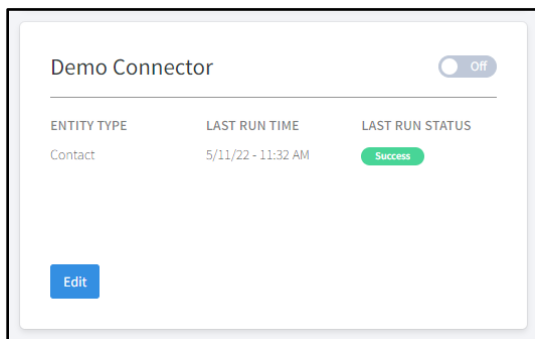 Demo Connector Off
ENTITY TYPE LAST RUN TIME LAST RUN STATUS
Contact 5/11/22 - 11:32 AM Success
Edit